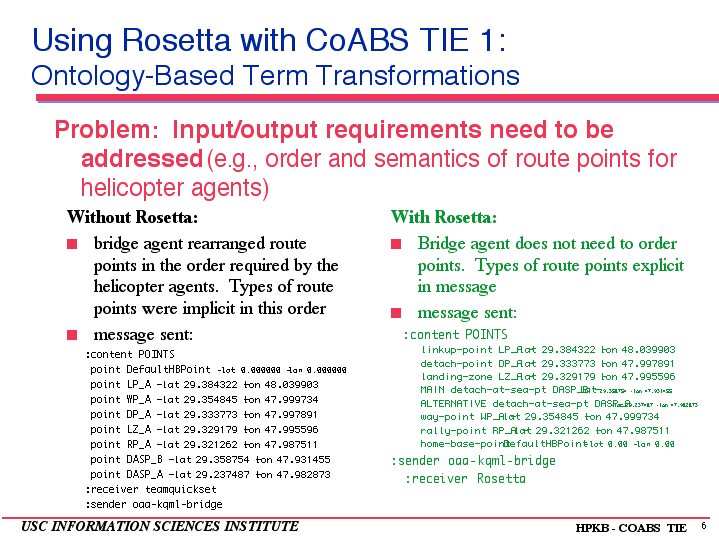 Using Rosetta with CoABS TIE 1:
Ontology-Based Term Transformations
Problem: Input/output requirements need to be
addressed (e.g., order and semantics of route points for
helicopter agents)
Without Rosetta:
■ bridge agent rearranged route
points in the order required by the
helicopter agents. Types of route
points were implicit in this order
■ message sent:
:content POINTS
point DefaultHBPoint -lat 0.000000 -lon 0.000000
point LP_A -lat 29.384322 -lon 48.039903
point WP_A -lat 29.354845 -lon 47.999734
point DP_A -lat 29.333773 -lon 47.997891
point LZ_A -lat 29.329179 -lon 47.995596
point RP_A -lat 29.321262 -lon 47.987511
point DASP_B -lat 29.358754 -lon 47.931455
point DASP_A -lat 29.237487 -lon 47.982873
:receiver teamquickset
:sender oaa-kqml-bridge
With Rosetta:
■ Bridge agent does not need to order
points. Types of route points explicit
in message
■ message sent:
:content POINTS
linkup-point LP_A -lat 29.384322 -lon 48.039903
detach-point DP_A -lat 29.333773 -lon 47.997891
landing-zone LZ_A -lat 29.329179 -lon 47.995596
MAIN detach-at-sea-pt DASP_B -lat 29.358754 -lon 47.931455
ALTERNATIVE detach-at-sea-pt DASP_A -lat 29.237487 -lon 47.982873
way-point WP_A -lat 29.354845 -lon 47.999734
rally-point RP_A -lat 29.321262 -lon 47.987511
home-base-point DefaultHBPoint -lat 0.00 -lon 0.00
:sender oaa-kqml-bridge
:receiver Rosetta
USC INFORMATION SCIENCES INSTITUTE
HPKB - COABS TIE 6